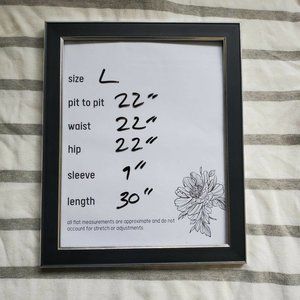 size L
pit to pit 22"
waist 22"
hip 22"
sleeve 9"
length 30"
all flat measurements are approximate and do not
account for stretch or adjustments.